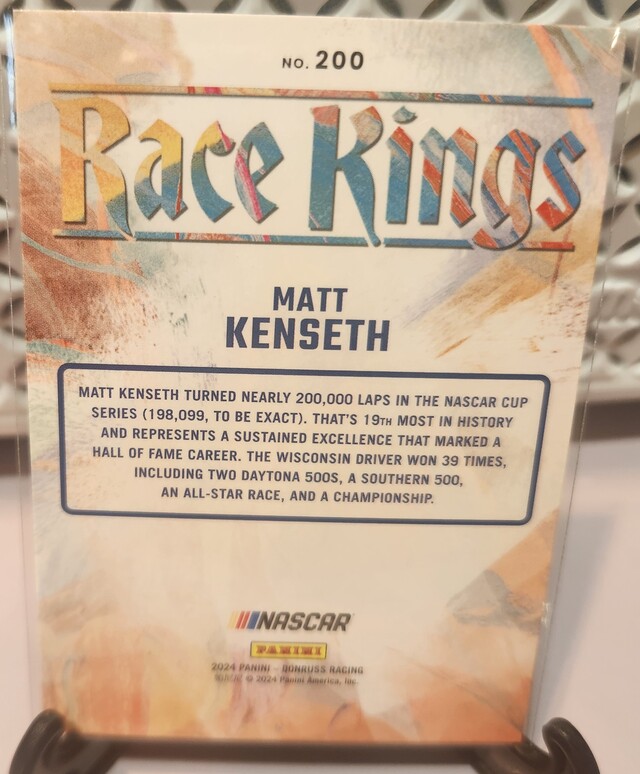 NO. 200
Race Kings
MATT
KENSETH
MATT KENSETH TURNED NEARLY 200,000 LAPS IN THE NASCAR CUP
SERIES (198,099, TO BE EXACT). THAT'S 19TH MOST IN HISTORY
AND REPRESENTS A SUSTAINED EXCELLENCE THAT MARKED A
HALL OF FAME CAREER. THE WISCONSIN DRIVER WON 39 TIMES,
INCLUDING TWO DAYTONA 500S, A SOUTHERN 500,
AN ALL-STAR RACE, AND A CHAMPIONSHIP.
NASCAR
PANINI
2024 PANINI - DONRUSS RACING
© 2024 Panini America, Inc.